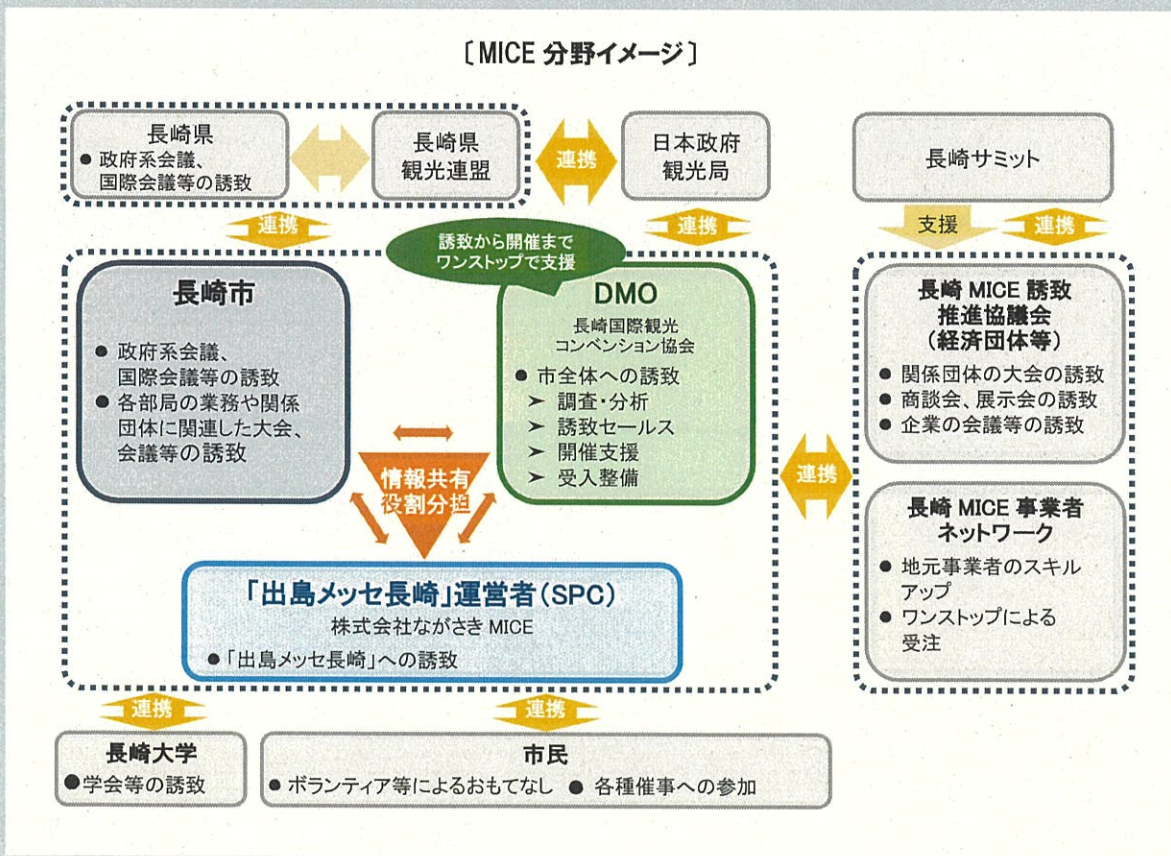 ［MICE 分野イメージ］
長崎県
● 政府系会議、
国際会議等の誘致
長崎県
観光連盟
連携
日本政府
観光局
長崎サミット
連携
連携
支援
連携
誘致から開催まで
ワンストップで支援
長崎市
● 政府系会議、
国際会議等の誘致
● 各部局の業務や関係
団体に関連した大会、
会議等の誘致
DMO
長崎国際観光
コンベンション協会
● 市全体への誘致
➤ 調査・分析
➤ 誘致セールス
➤ 開催支援
➤ 受入整備
情報共有
役割分担
「出島メッセ長崎」運営者（SPC）
株式会社ながさき MICE
● 「出島メッセ長崎」への誘致
連携
長崎 MICE 誘致
推進協議会
（経済団体等）
● 関係団体の大会の誘致
● 商談会、展示会の誘致
● 企業の会議等の誘致
長崎 MICE 事業者
ネットワーク
● 地元事業者のスキル
アップ
● ワンストップによる
受注
連携
連携
長崎大学
● 学会等の誘致
市民
● ボランティア等によるおもてなし ● 各種催事への参加